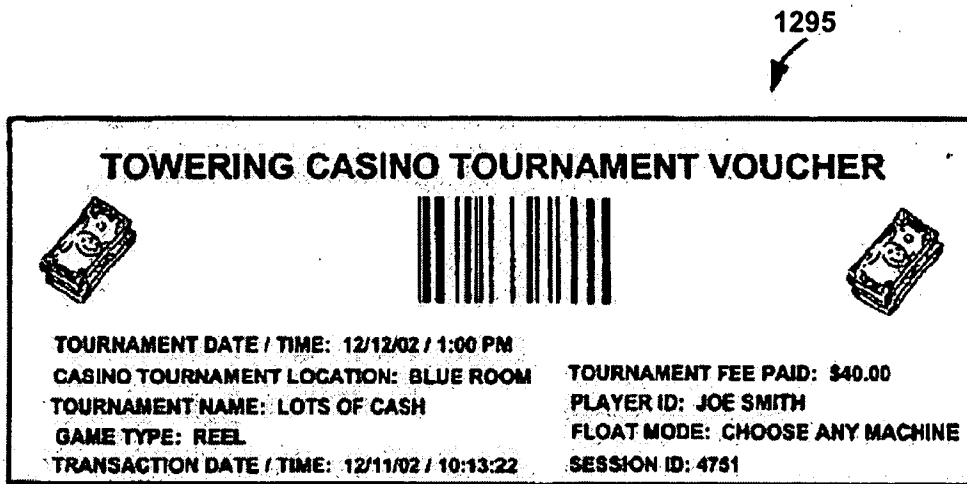 1295
TOWERING CASINO TOURNAMENT VOUCHER
TOURNAMENT DATE / TIME: 12/12/02 / 1:00 PM
CASINO TOURNAMENT LOCATION: BLUE ROOM
TOURNAMENT NAME: LOTS OF CASH
GAME TYPE: REEL
TRANSACTION DATE / TIME: 12/11/02 / 10:13:22
TOURNAMENT FEE PAID: $40.00
PLAYER ID: JOE SMITH
FLOAT MODE: CHOOSE ANY MACHINE
SESSION ID: 4751